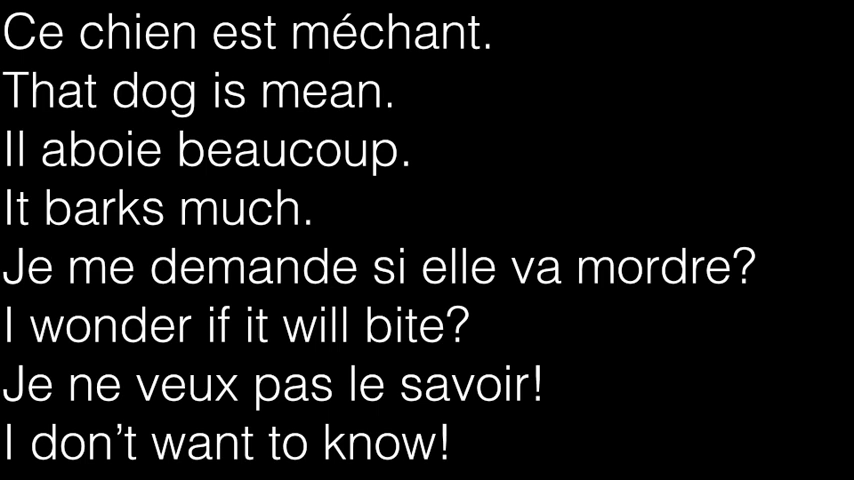 Ce chien est méchant.
That dog is mean.
Il aboie beaucoup.
It barks much.
Je me demande si elle va mordre?
I wonder if it will bite?
Je ne veux pas le savoir!
I don’t want to know!